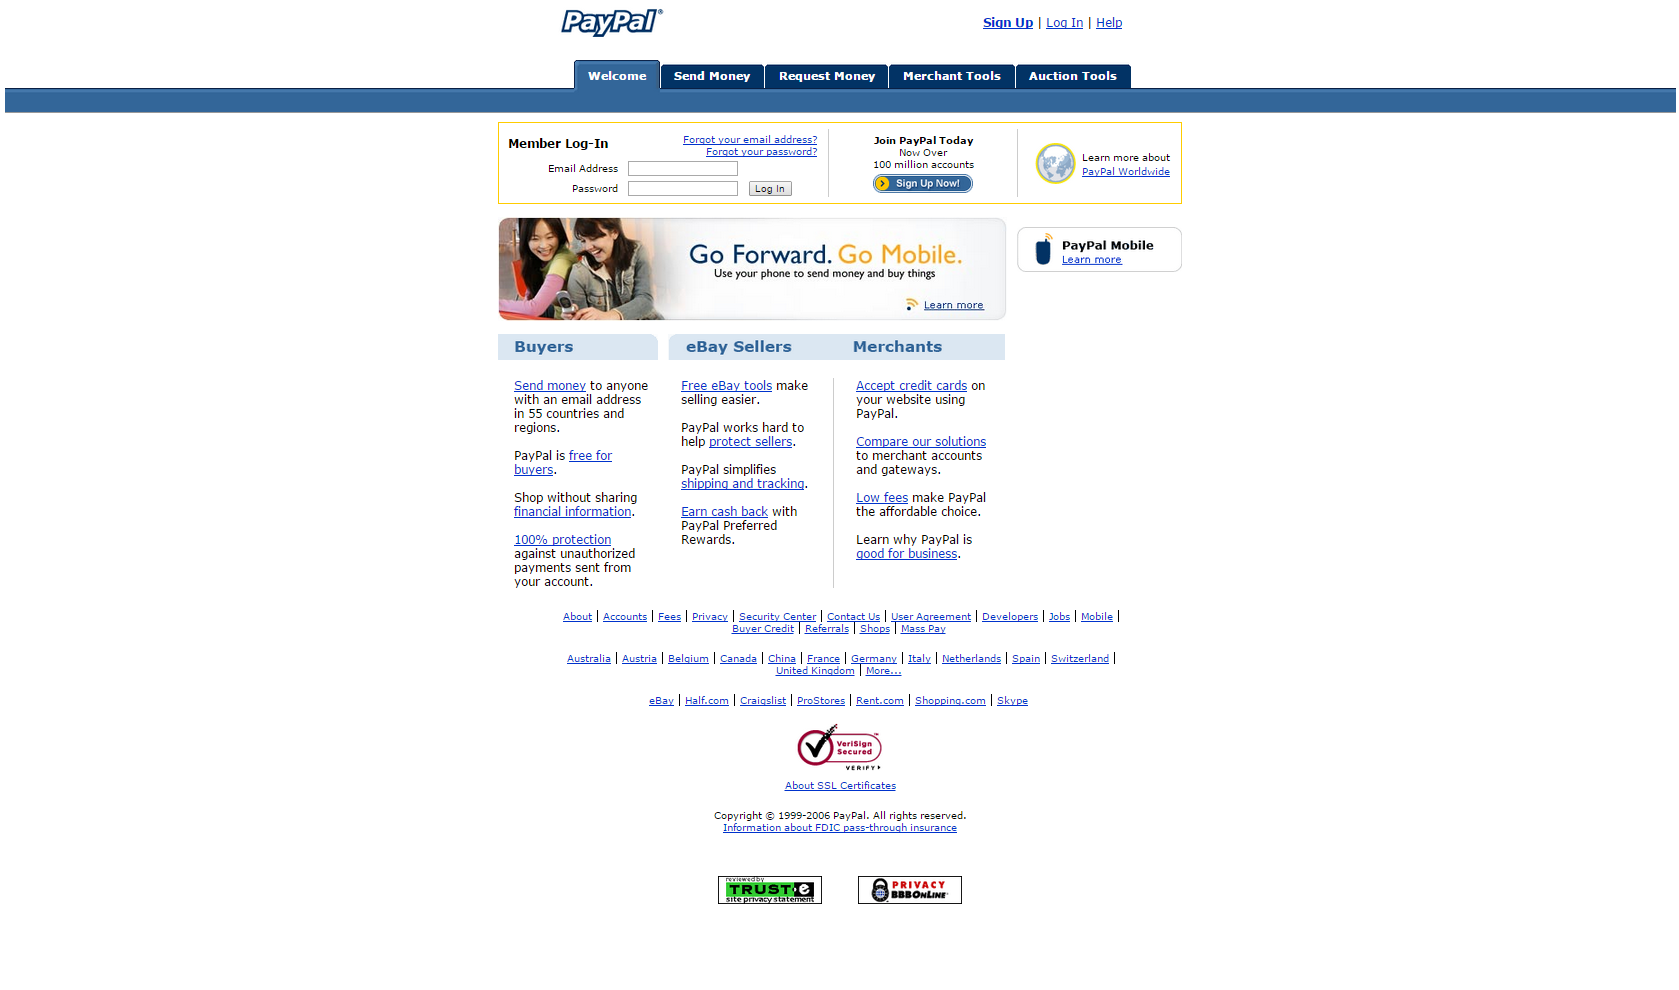 PayPal®
Sign Up | Log In | Help
Welcome
Send Money
Request Money
Merchant Tools
Auction Tools
Member Log-In
Forgot your email address?
Forgot your password?
Email Address
Password
Log In
Join PayPal Today
Now Over
100 million accounts
Sign Up Now!
Learn more about
PayPal Worldwide
Go Forward. Go Mobile.
Use your phone to send money and buy things
Learn more
PayPal Mobile
Learn more
Buyers
Send money to anyone
with an email address
in 55 countries and
regions.
PayPal is free for
buyers.
Shop without sharing
financial information.
100% protection
against unauthorized
payments sent from
your account.
eBay Sellers
Free eBay tools make
selling easier.
PayPal works hard to
help protect sellers.
PayPal simplifies
shipping and tracking.
Earn cash back with
PayPal Preferred
Rewards.
Merchants
Accept credit cards on
your website using
PayPal.
Compare our solutions
to merchant accounts
and gateways.
Low fees make PayPal
the affordable choice.
Learn why PayPal is
good for business.
About | Accounts | Fees | Privacy | Security Center | Contact Us | User Agreement | Developers | Jobs | Mobile |
Buyer Credit | Referrals | Shops | Mass Pay
Australia | Austria | Belgium | Canada | China | France | Germany | Italy | Netherlands | Spain | Switzerland |
United Kingdom | More...
eBay | Half.com | Craigslist | ProStores | Rent.com | Shopping.com | Skype
VeriSign™
Secured
VERIFY
About SSL Certificates
Copyright © 1999-2006 PayPal. All rights reserved.
Information about FDIC pass-through insurance
reviewed by
TRUST·e
site privacy statement
PRIVACY
BBBOnLine